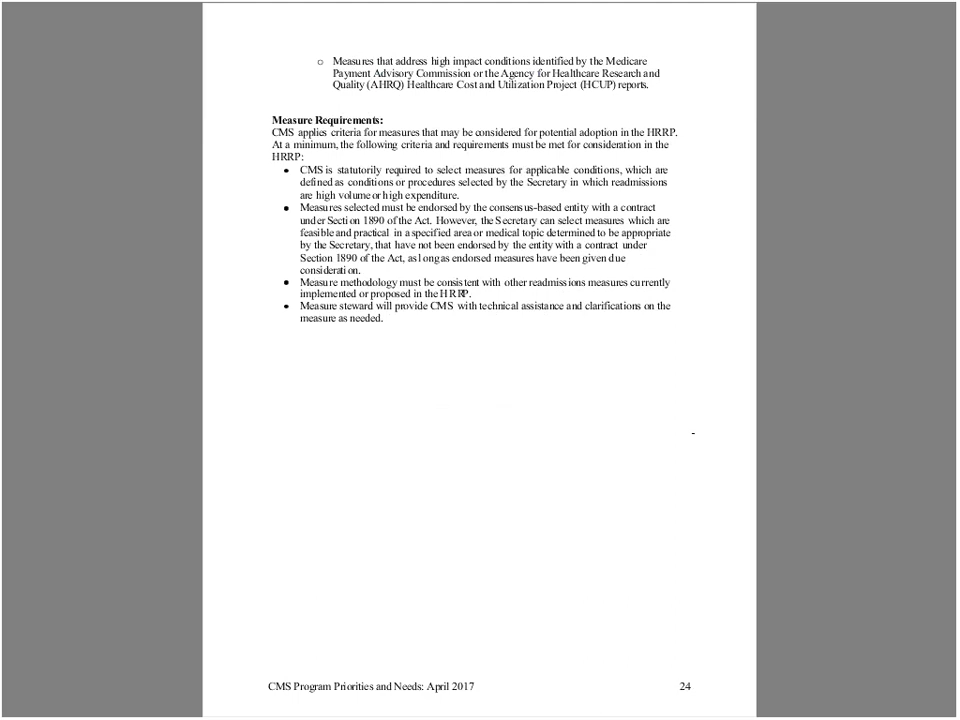 o Measures that address high impact conditions identified by the Medicare
Payment Advisory Commission or the Agency for Healthcare Research and
Quality (AHRQ) Healthcare Cost and Utilization Project (HCUP) reports.
Measure Requirements:
CMS applies criteria for measures that may be considered for potential adoption in the HRRP.
At a minimum, the following criteria and requirements must be met for consideration in the
HRRP:
• CMS is statutorily required to select measures for applicable conditions, which are
defined as conditions or procedures selected by the Secretary in which readmissions
are high volume or high expenditure.
• Measures selected must be endorsed by the consensus-based entity with a contract
under Section 1890 of the Act. However, the Secretary can select measures which are
feasible and practical in a specified area or medical topic determined to be appropriate
by the Secretary, that have not been endorsed by the entity with a contract under
Section 1890 of the Act, as long as endorsed measures have been given due
consideration.
• Measure methodology must be consistent with other readmissions measures currently
implemented or proposed in the HRRP.
• Measure steward will provide CMS with technical assistance and clarifications on the
measure as needed.
-
CMS Program Priorities and Needs: April 2017 24